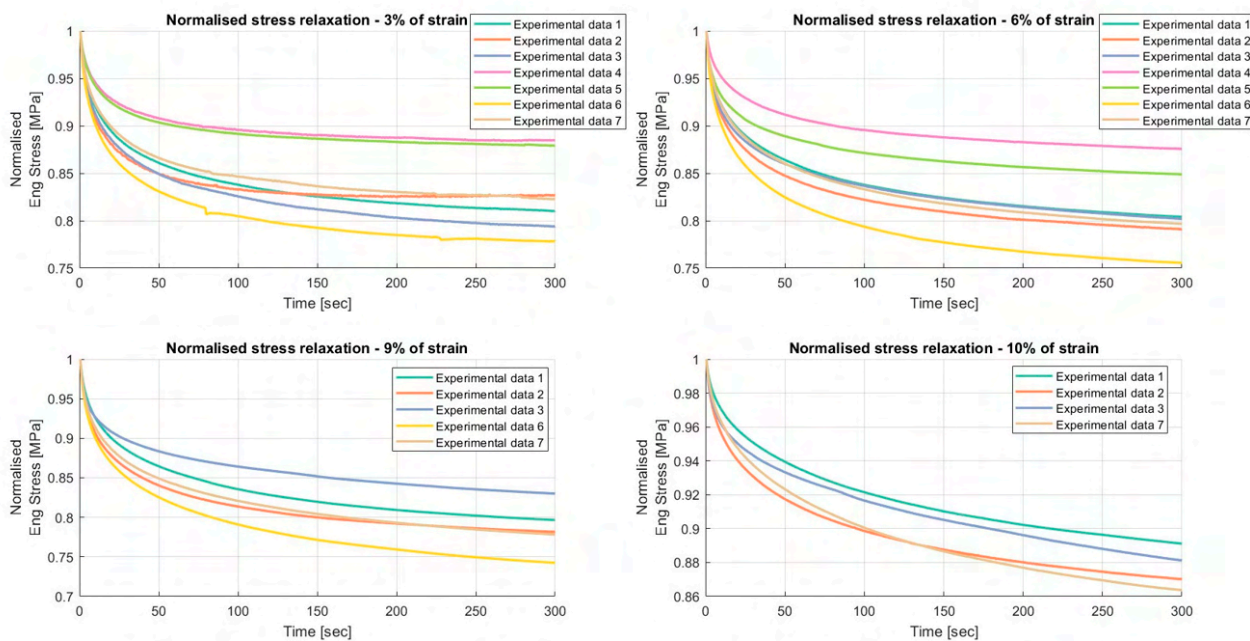 Normalised stress relaxation - 3% of strain
Normalised
Eng Stress [MPa]
1
0.95
0.9
0.85
0.8
0.75
0
50
100
150
200
250
300
Time [sec]
Experimental data 1
Experimental data 2
Experimental data 3
Experimental data 4
Experimental data 5
Experimental data 6
Experimental data 7
Normalised stress relaxation - 6% of strain
Normalised
Eng Stress [MPa]
1
0.95
0.9
0.85
0.8
0.75
0
50
100
150
200
250
300
Time [sec]
Experimental data 1
Experimental data 2
Experimental data 3
Experimental data 4
Experimental data 5
Experimental data 6
Experimental data 7
Normalised stress relaxation - 9% of strain
Normalised
Eng Stress [MPa]
1
0.95
0.9
0.85
0.8
0.75
0.7
0
50
100
150
200
250
300
Time [sec]
Experimental data 1
Experimental data 2
Experimental data 3
Experimental data 6
Experimental data 7
Normalised stress relaxation - 10% of strain
Normalised
Eng Stress [MPa]
1
0.98
0.96
0.94
0.92
0.9
0.88
0.86
0
50
100
150
200
250
300
Time [sec]
Experimental data 1
Experimental data 2
Experimental data 3
Experimental data 7